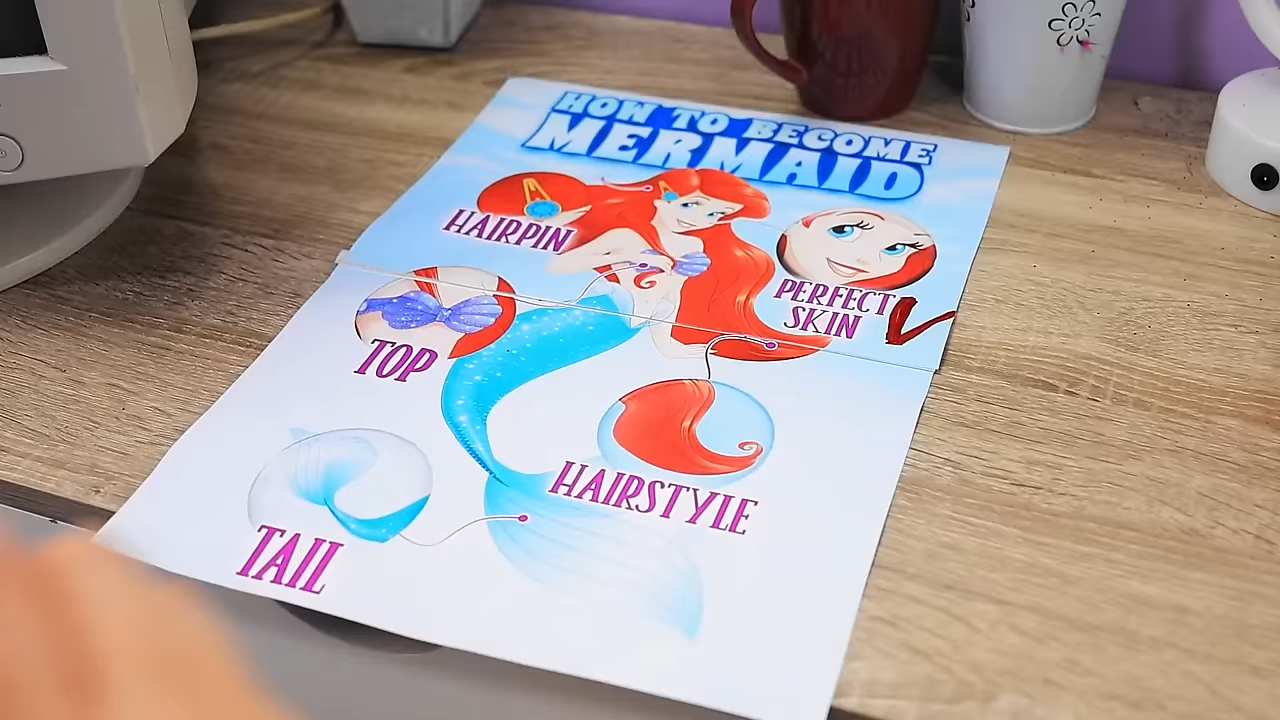 HOW TO BECOME
MERMAID
HAIRPIN
PERFECT
SKIN
TOP
HAIRSTYLE
TAIL